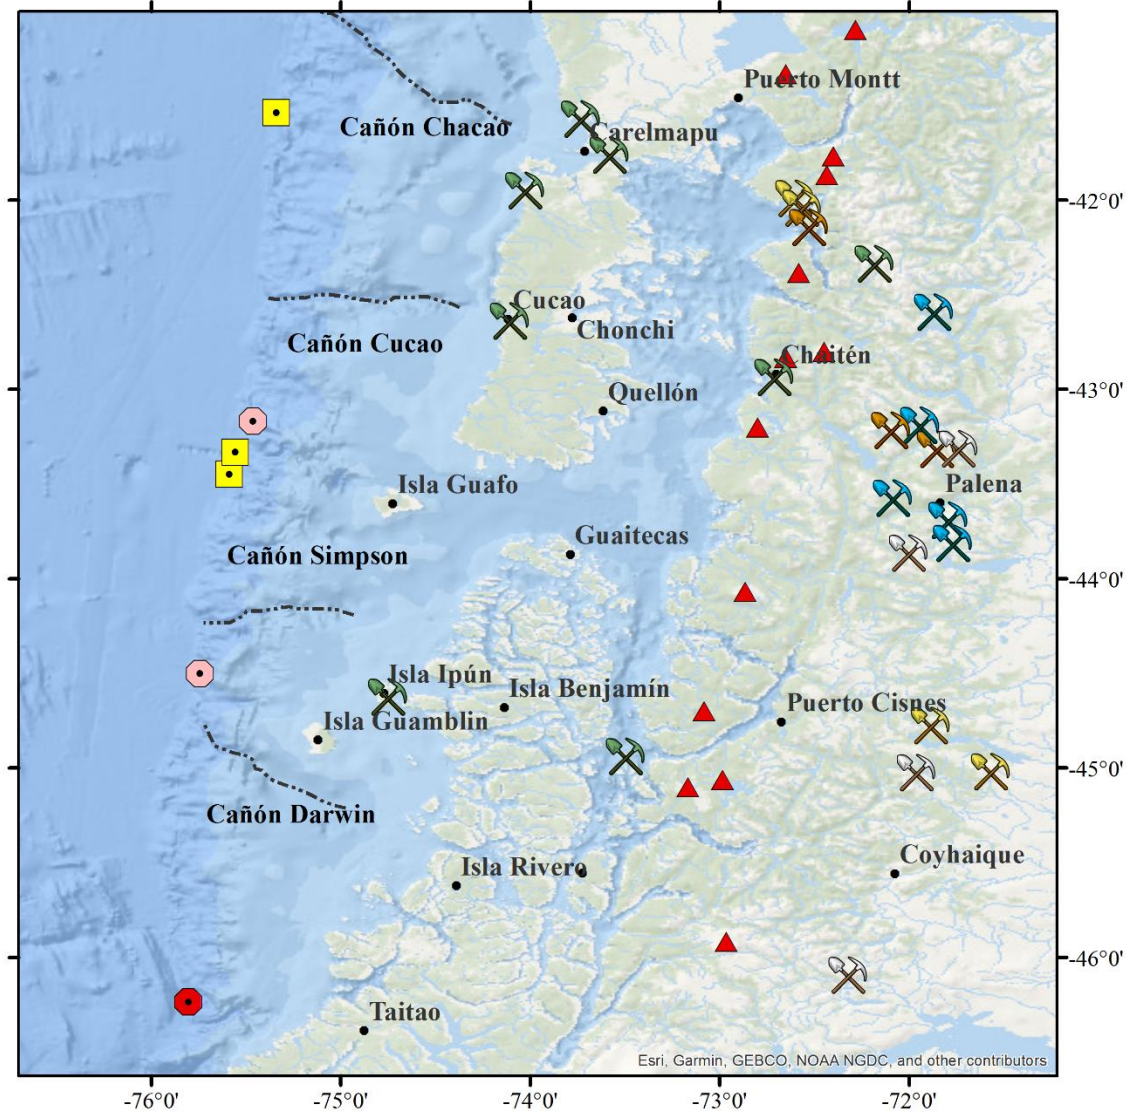 Puerto Montt
Cañón Chacao
Carelmapu
-42°0'
Cucao
Chonchi
Cañón Cucao
Chaitén
-43°0'
Quellón
Isla Guafo
Palena
Guaitecas
Cañón Simpson
-44°0'
Isla Ipún
Isla Benjamín
Puerto Cisnes
Isla Guamblin
-45°0'
Cañón Darwin
Coyhaique
Isla Rivero
-46°0'
Taitao
Esri, Garmin, GEBCO, NOAA NGDC, and other contributors
-76°0' -75°0' -74°0' -73°0' -72°0'